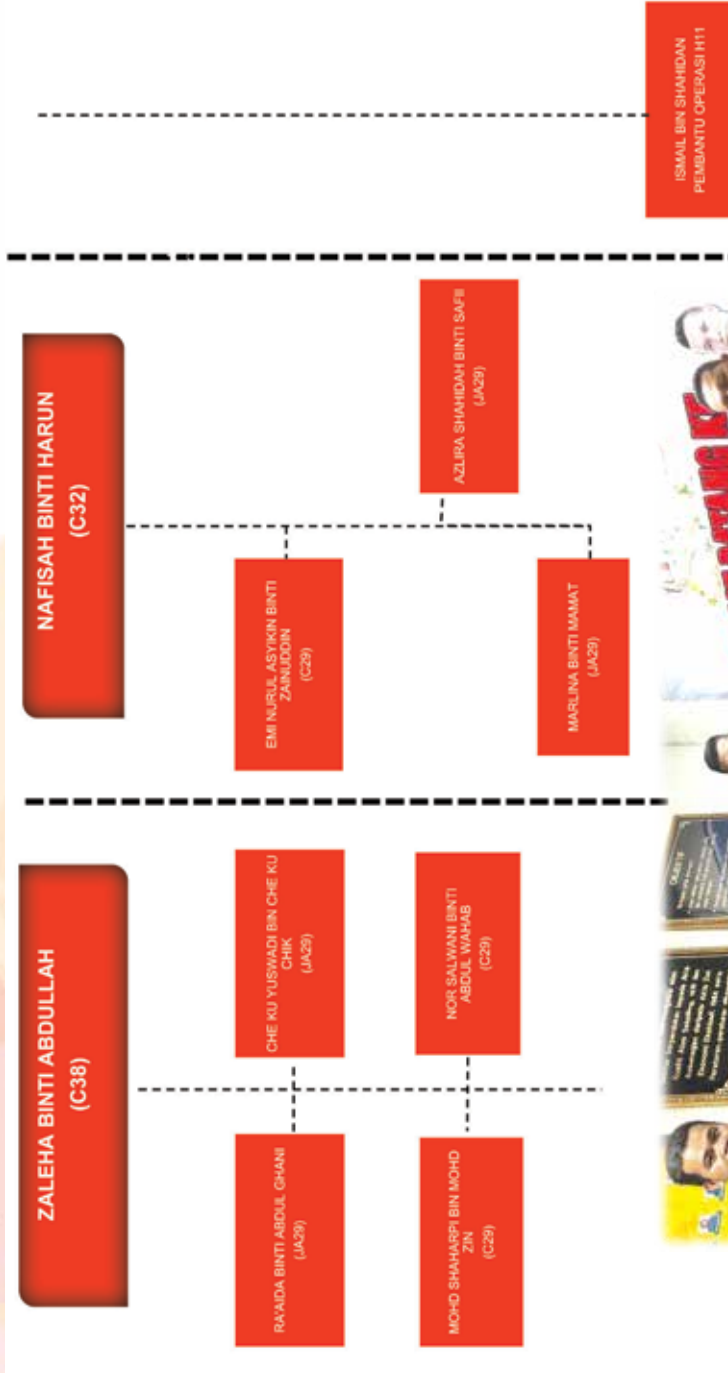 ZALEHA BINTI ABDULLAH
(C38)
RA'AIDA BINTI ABDUL GHANI
(JA29)
CHE KU YUSWADI BIN CHE KU
CHIK
(JA29)
MOHD SHAHARPI BIN MOHD
ZIN
(C29)
NOR SALWANI BINTI
ABDUL WAHAB
(C29)
NAFISAH BINTI HARUN
(C32)
EMI NURUL ASYIKIN BINTI
ZAINUDDIN
(C29)
AZLIRA SHAHIDAH BINTI SAFII
(JA29)
MARLINA BINTI MAMAT
(JA29)
ISMAIL BIN SHAHIDAN
PEMBANTU OPERASI H11
OBJEKTIF